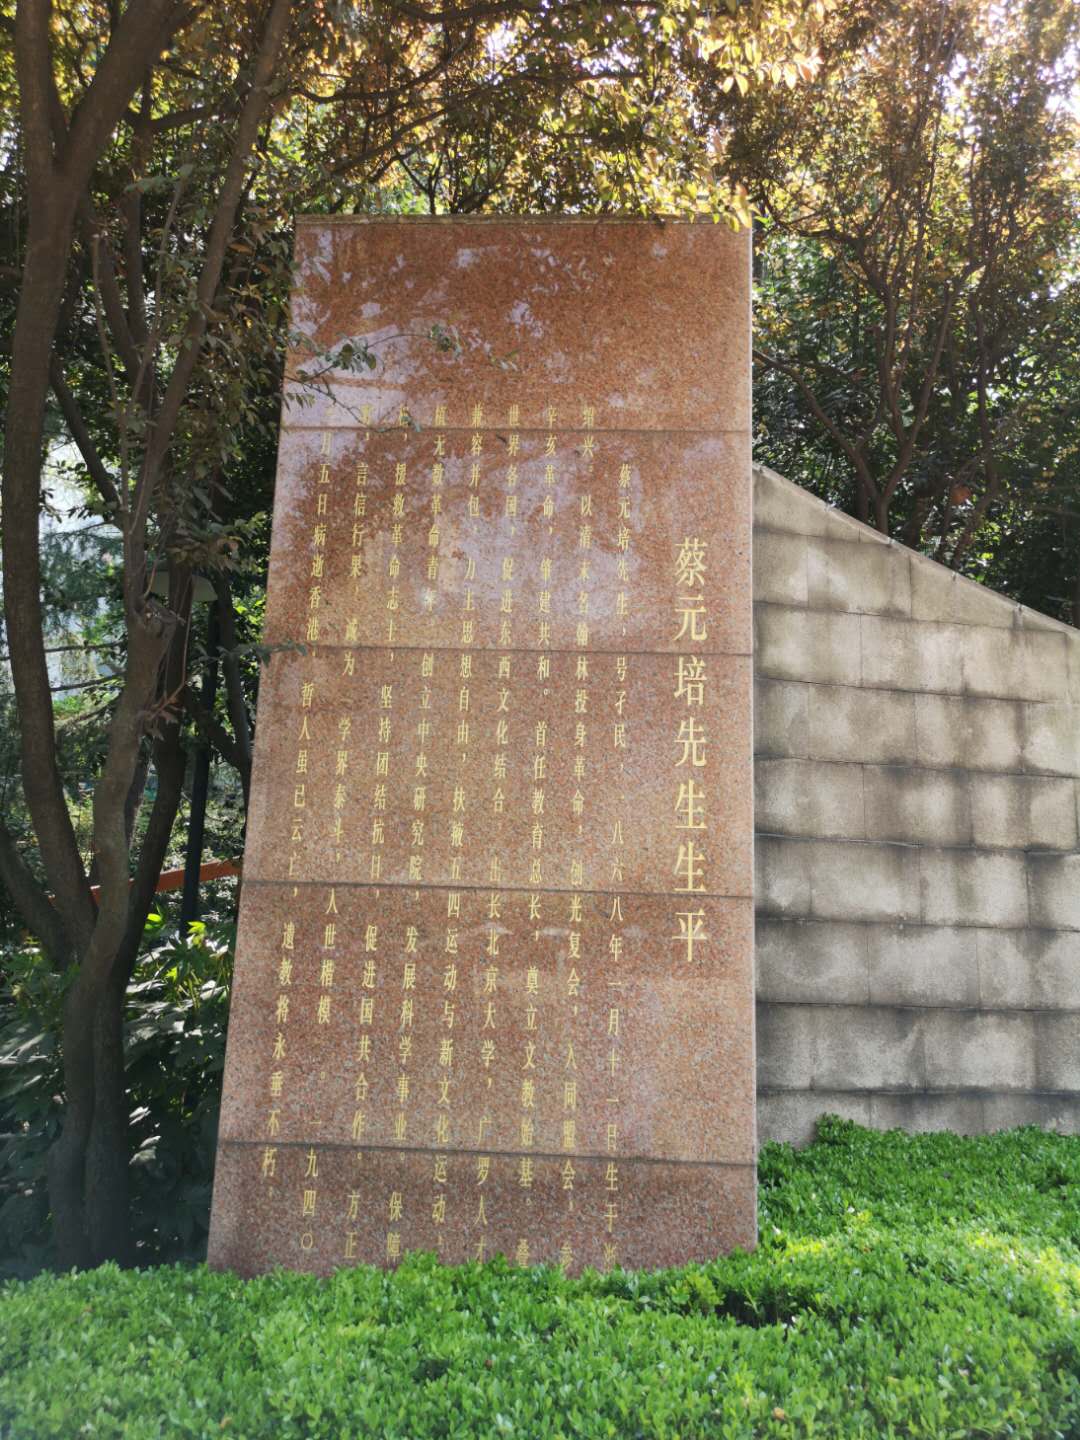 蔡元培先生生平
蔡元培先生，号孑民，一八六八年一月十一日生于浙
绍兴。以清末名翰林投身革命，创光复会，入同盟会，参
辛亥革命，肇建共和。首任教育总长，奠立文教始基。叠
世界各国，促进东西文化结合。出长北京大学，广罗人才
兼容并包，力主思想自由，扶掖五四运动与新文化运动，
植无数革命青年。创立中央研究院，发展科学事业。保障
权，援救革命志士，坚持团结抗日，促进国共合作。方正
言信行果，诚为学界泰斗，人世楷模。一九四〇
三月五日病逝香港，哲人虽已云亡，遗教将永垂不朽。